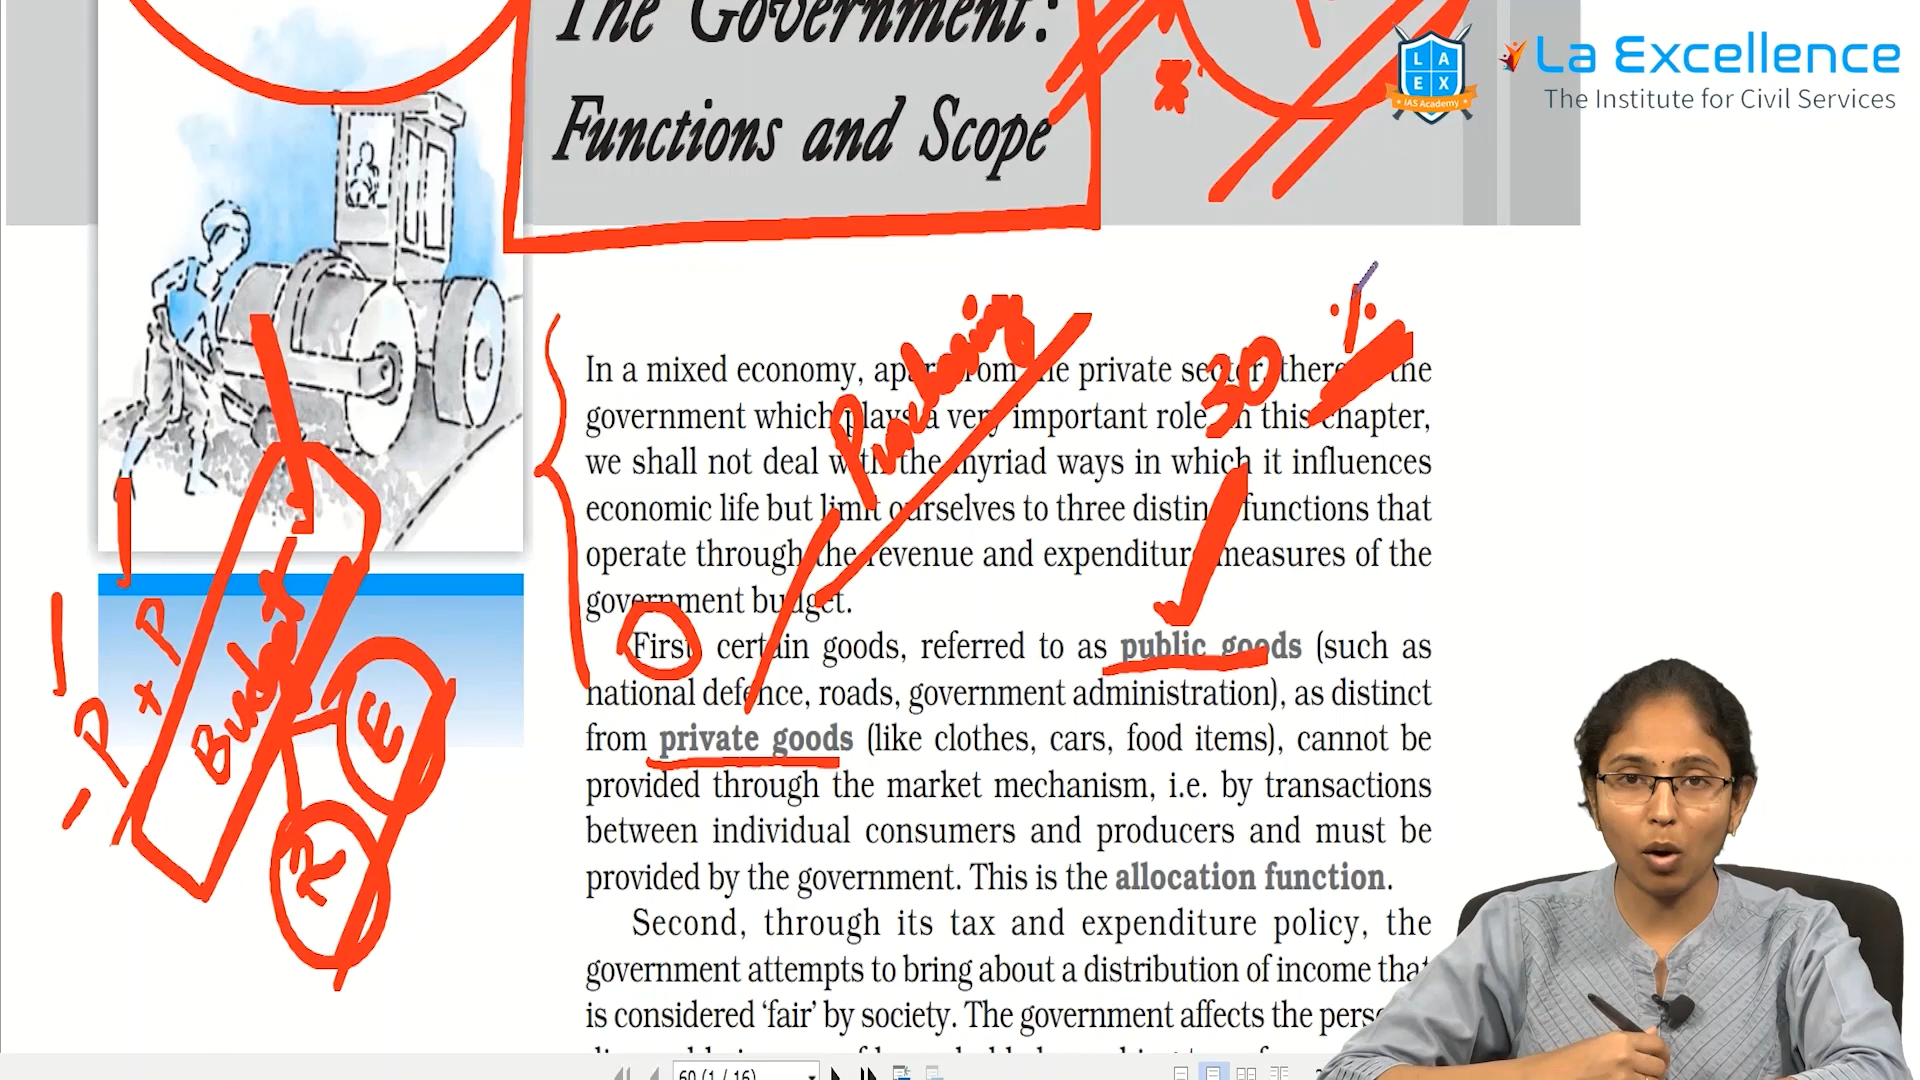 The Government:
Functions and Scope
LA
EX
IAS Academy
La Excellence
The Institute for Civil Services
30 %
In a mixed economy, apart from the private sector, there is the
government which plays a very important role. In this chapter,
we shall not deal with the myriad ways in which it influences
economic life but limit ourselves to three distinct functions that
operate through the revenue and expenditure measures of the
government budget.
First, certain goods, referred to as public goods (such as
national defence, roads, government administration), as distinct
from private goods (like clothes, cars, food items), cannot be
provided through the market mechanism, i.e. by transactions
between individual consumers and producers and must be
provided by the government. This is the allocation function.
Second, through its tax and expenditure policy, the
government attempts to bring about a distribution of income that
is considered ‘fair’ by society. The government affects the
P + P
Budget
E
R
60 (1 / 16)